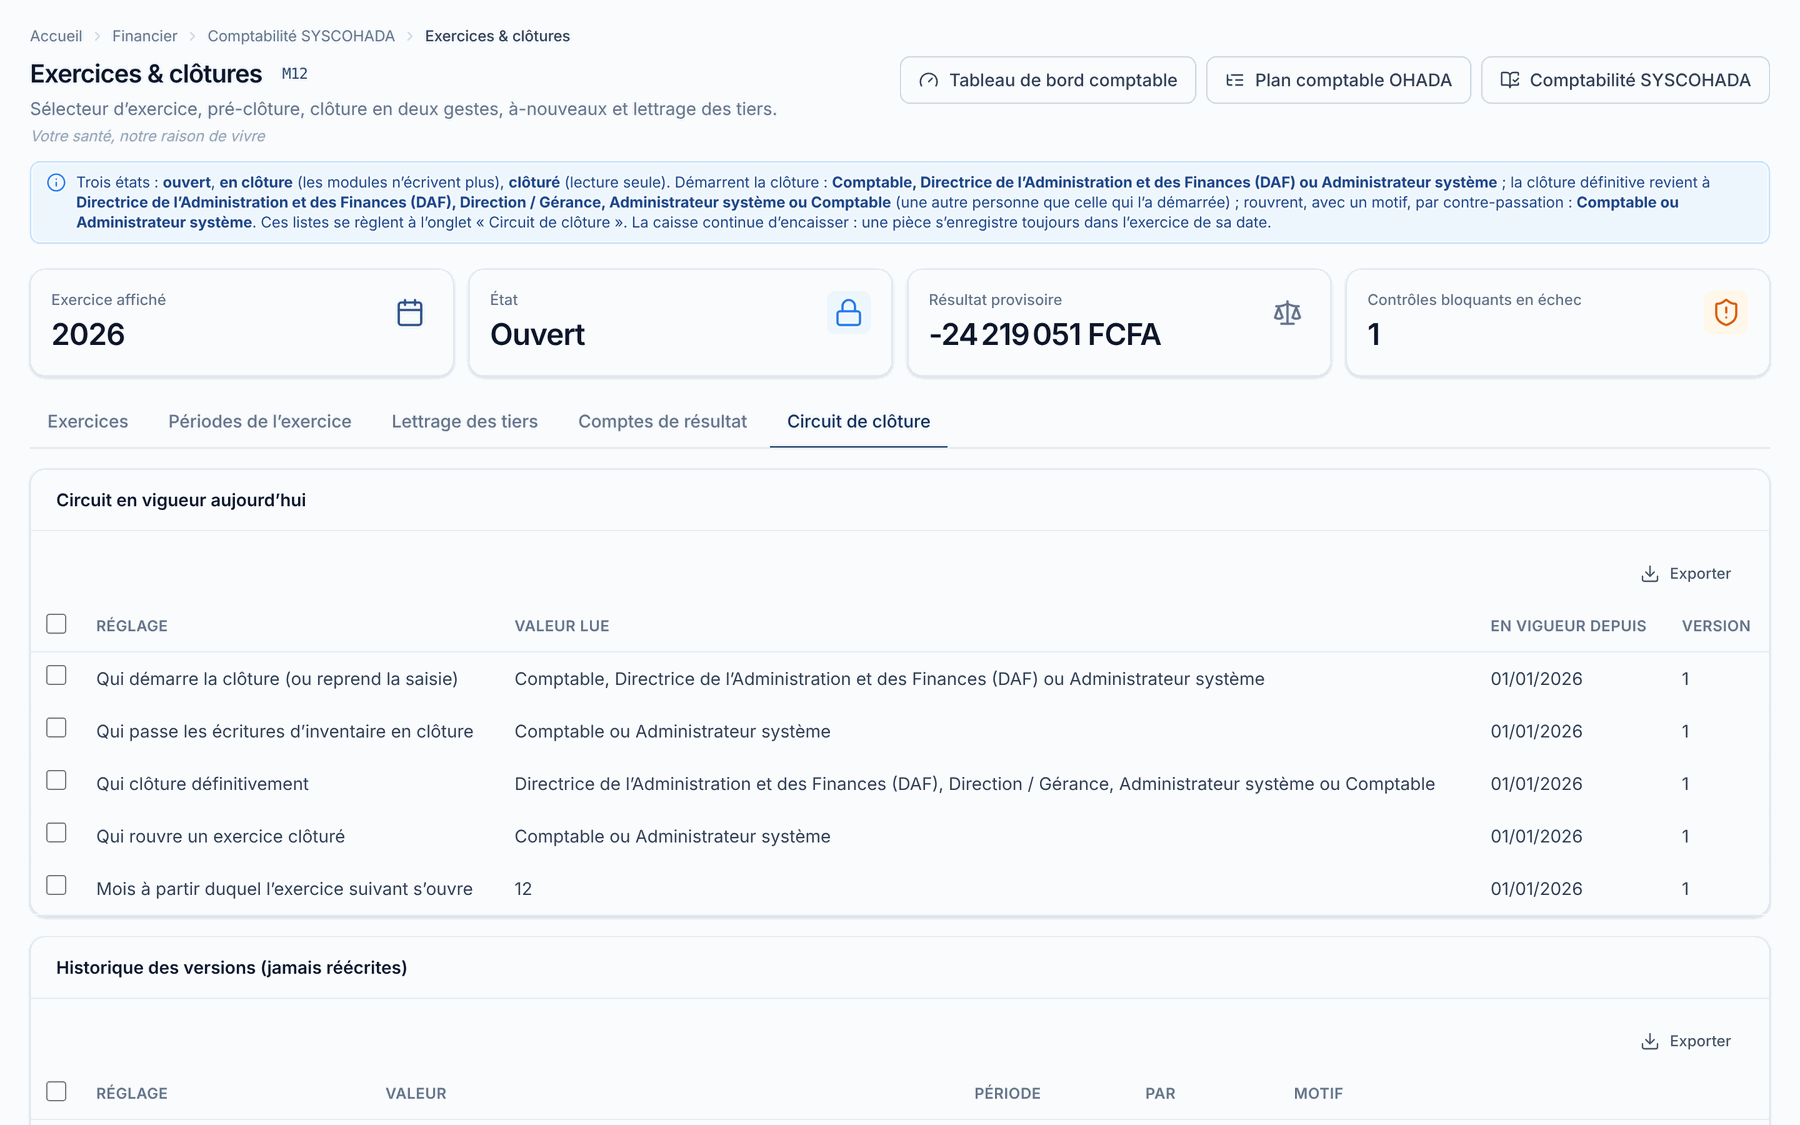 Accueil > Financier > Comptabilité SYSCOHADA > Exercices & clôtures
Exercices & clôtures M12
Sélecteur d’exercice, pré-clôture, clôture en deux gestes, à-nouveaux et lettrage des tiers.
Votre santé, notre raison de vivre
Tableau de bord comptable
Plan comptable OHADA
Comptabilité SYSCOHADA
Trois états : ouvert, en clôture (les modules n’écrivent plus), clôturé (lecture seule). Démarrent la clôture : Comptable, Directrice de l’Administration et des Finances (DAF) ou Administrateur système ; la clôture définitive revient à
Directrice de l’Administration et des Finances (DAF), Direction / Gérance, Administrateur système ou Comptable (une autre personne que celle qui l’a démarrée) ; rouvrent, avec un motif, par contre-passation : Comptable ou
Administrateur système. Ces listes se règlent à l’onglet « Circuit de clôture ». La caisse continue d’encaisser : une pièce s’enregistre toujours dans l’exercice de sa date.
Exercice affiché
2026
État
Ouvert
Résultat provisoire
-24 219 051 FCFA
Contrôles bloquants en échec
1
Exercices Périodes de l’exercice Lettrage des tiers Comptes de résultat Circuit de clôture
Circuit en vigueur aujourd’hui
Exporter
RÉGLAGE VALEUR LUE EN VIGUEUR DEPUIS VERSION
Qui démarre la clôture (ou reprend la saisie) Comptable, Directrice de l’Administration et des Finances (DAF) ou Administrateur système 01/01/2026 1
Qui passe les écritures d’inventaire en clôture Comptable ou Administrateur système 01/01/2026 1
Qui clôture définitivement Directrice de l’Administration et des Finances (DAF), Direction / Gérance, Administrateur système ou Comptable 01/01/2026 1
Qui rouvre un exercice clôturé Comptable ou Administrateur système 01/01/2026 1
Mois à partir duquel l’exercice suivant s’ouvre 12 01/01/2026 1
Historique des versions (jamais réécrites)
Exporter
RÉGLAGE VALEUR PÉRIODE PAR MOTIF